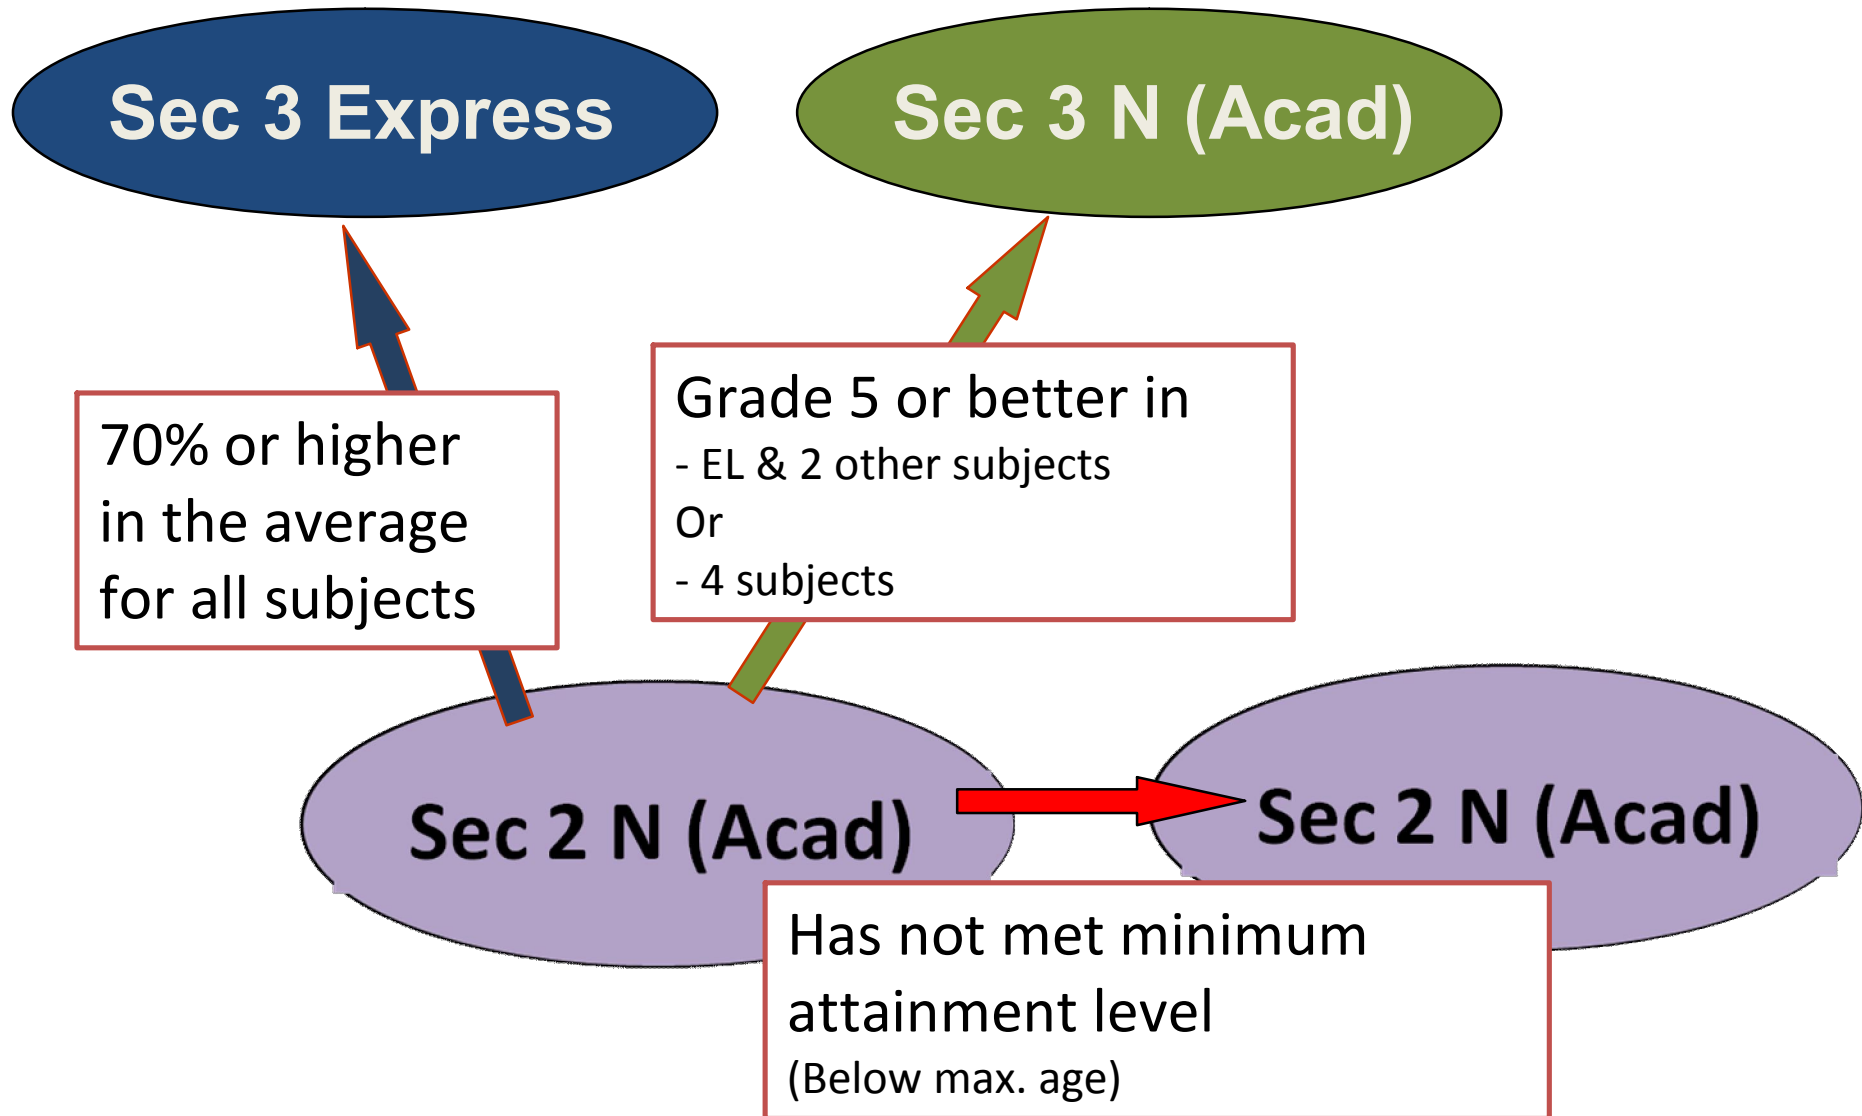 Sec 3 Express
Sec 3 N (Acad)
70% or higher
in the average
for all subjects
Grade 5 or better in
- EL & 2 other subjects
Or
- 4 subjects
Sec 2 N (Acad)
Sec 2 N (Acad)
Has not met minimum
attainment level
(Below max. age)